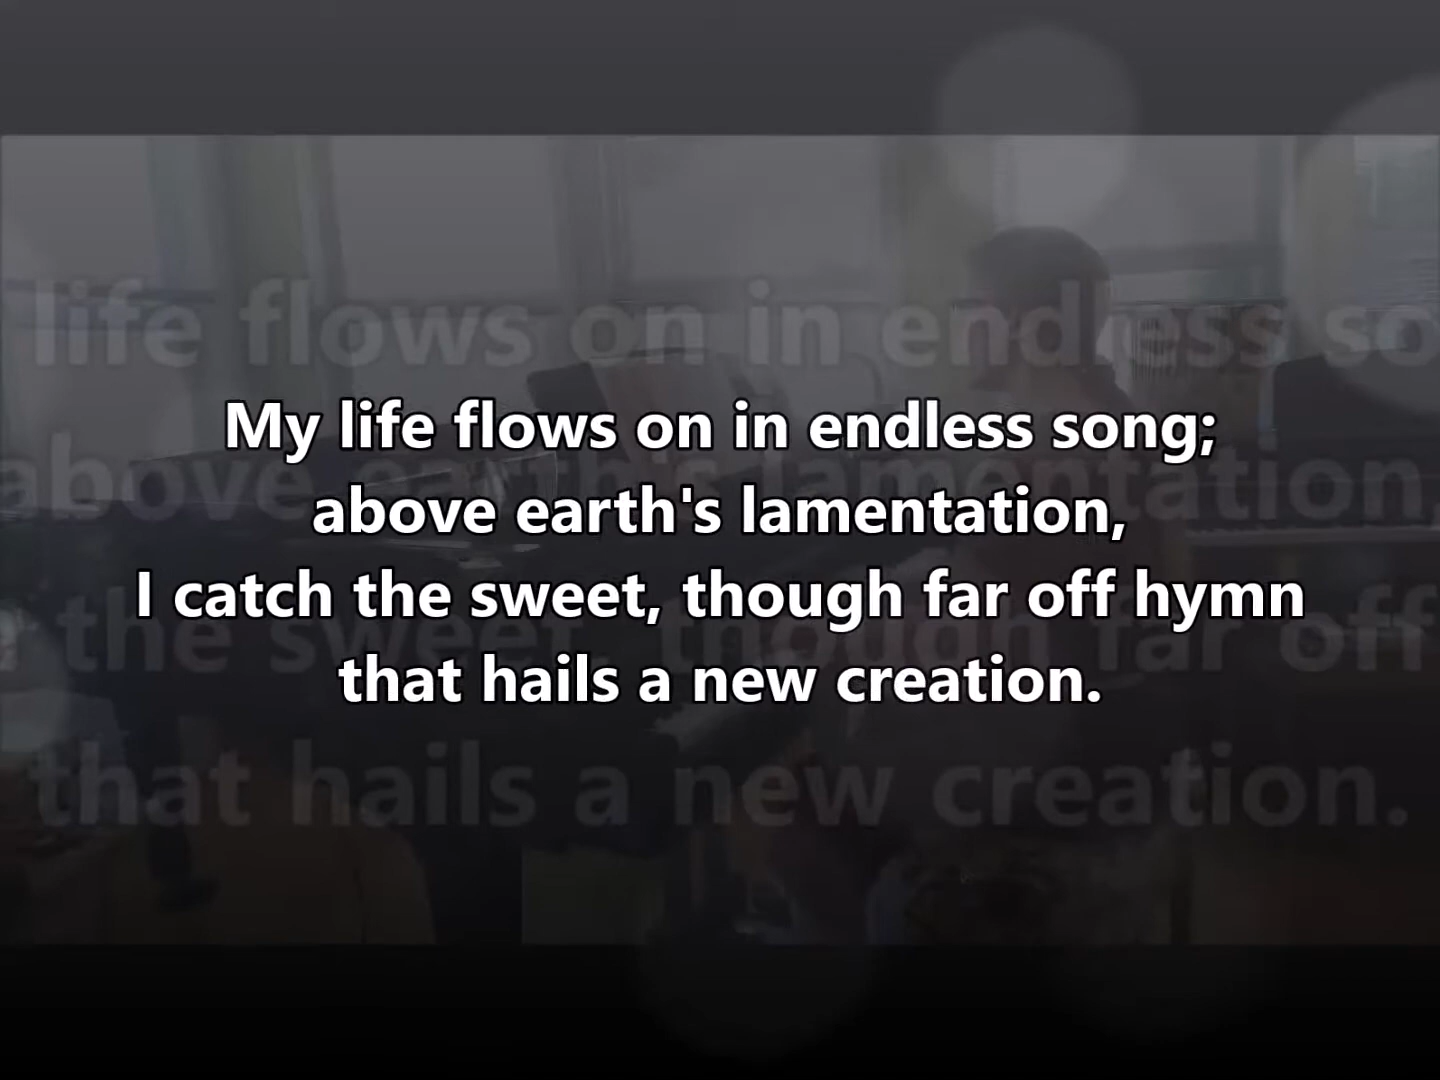 My life flows on in endless song;
above earth's lamentation,
I catch the sweet, though far off hymn
that hails a new creation.